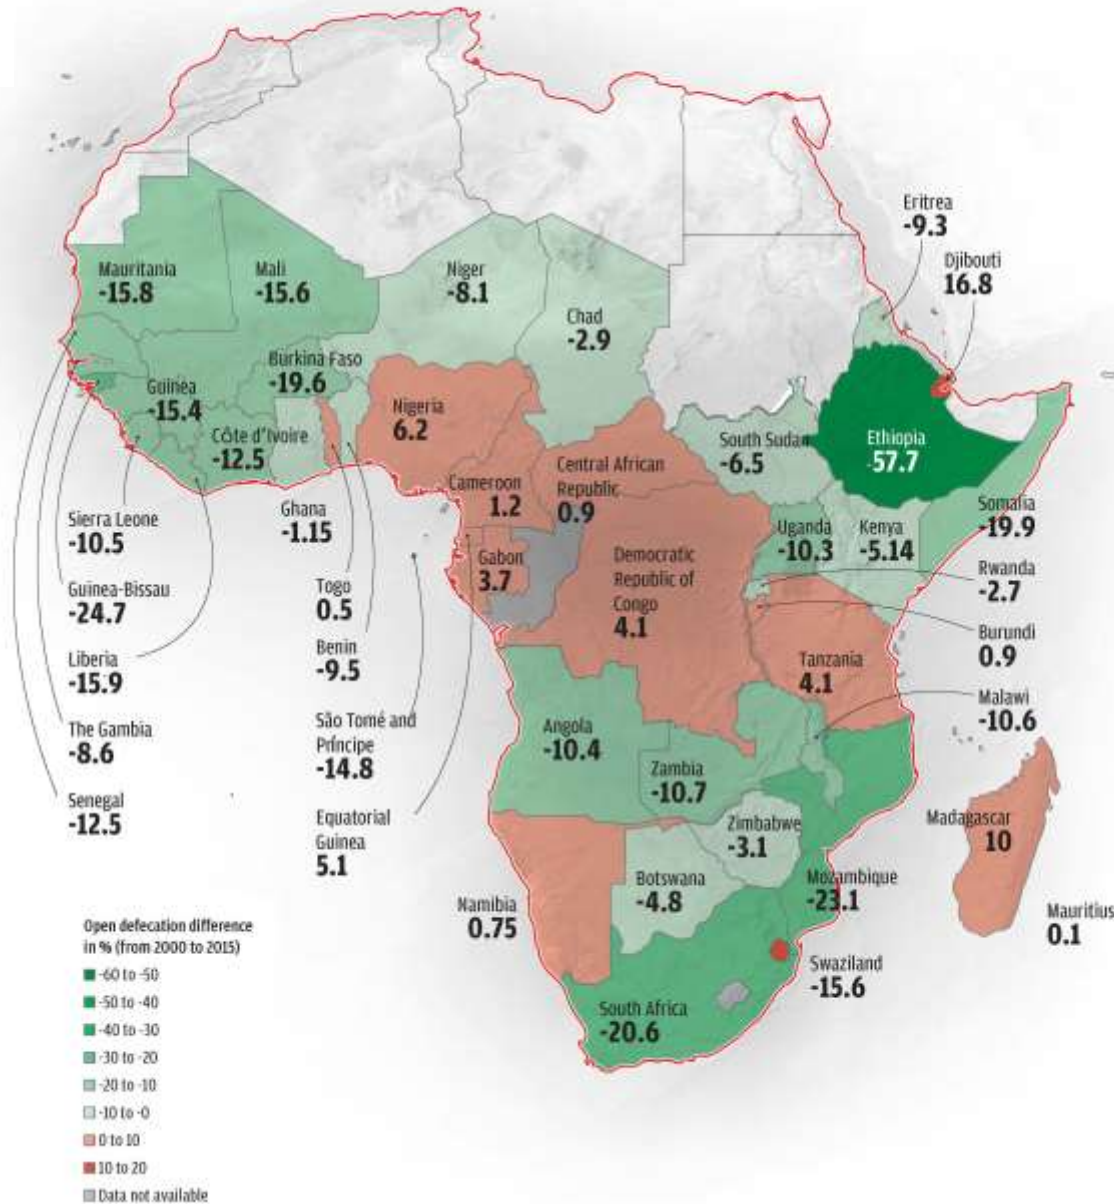 Eritrea
-9.3
Djibouti
16.8
Mauritania
-15.8
Mali
-15.6
Niger
-8.1
Chad
-2.9
Burkina Faso
-19.6
Guinea
-15.4
Côte d'Ivoire
-12.5
Nigeria
6.2
South Sudan
-6.5
Ethiopia
-57.7
Cameroon
1.2
Central African
Republic
0.9
Somalia
-19.9
Sierra Leone
-10.5
Ghana
-1.15
Uganda
-10.3
Kenya
-5.14
Gabon
3.7
Democratic
Republic of
Congo
4.1
Rwanda
-2.7
Guinea-Bissau
-24.7
Togo
0.5
Burundi
0.9
Liberia
-15.9
Benin
-9.5
Tanzania
4.1
Malawi
-10.6
The Gambia
-8.6
São Tomé and
Príncipe
-14.8
Angola
-10.4
Zambia
-10.7
Senegal
-12.5
Equatorial
Guinea
5.1
Zimbabwe
-3.1
Madagascar
10
Botswana
-4.8
Mozambique
-23.1
Namibia
0.75
Mauritius
0.1
Swaziland
-15.6
South Africa
-20.6
Open defecation difference
in % (from 2000 to 2015)
-60 to -50
-50 to -40
-40 to -30
-30 to -20
-20 to -10
-10 to -0
0 to 10
10 to 20
Data not available